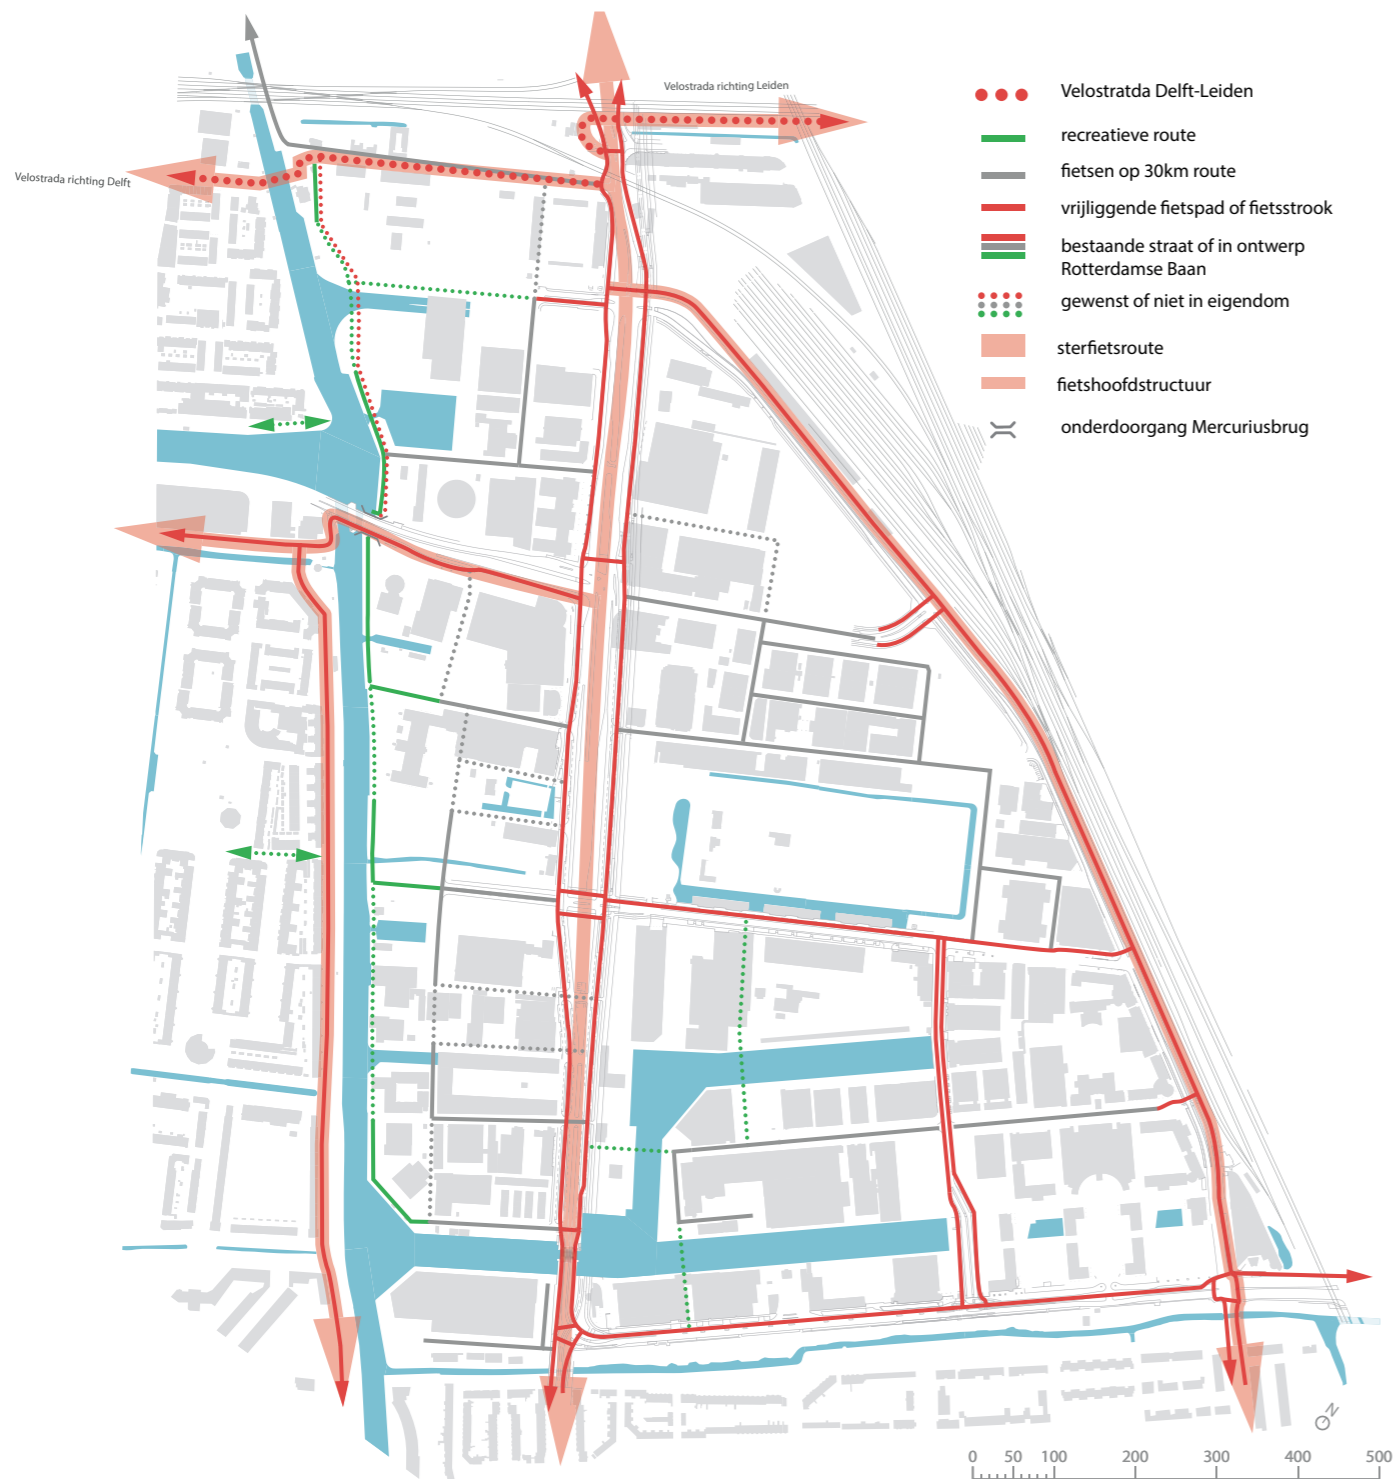 Velostrada richting Leiden
Velostrada richting Delft
Velostratda Delft-Leiden
recreatieve route
fietsen op 30km route
vrijliggende fietspad of fietsstrook
bestaande straat of in ontwerp
Rotterdamse Baan
gewenst of niet in eigendom
sterfietsroute
fietshoofdstructuur
onderdoorgang Mercuriusbrug
N
0 50 100 200 300 400 500